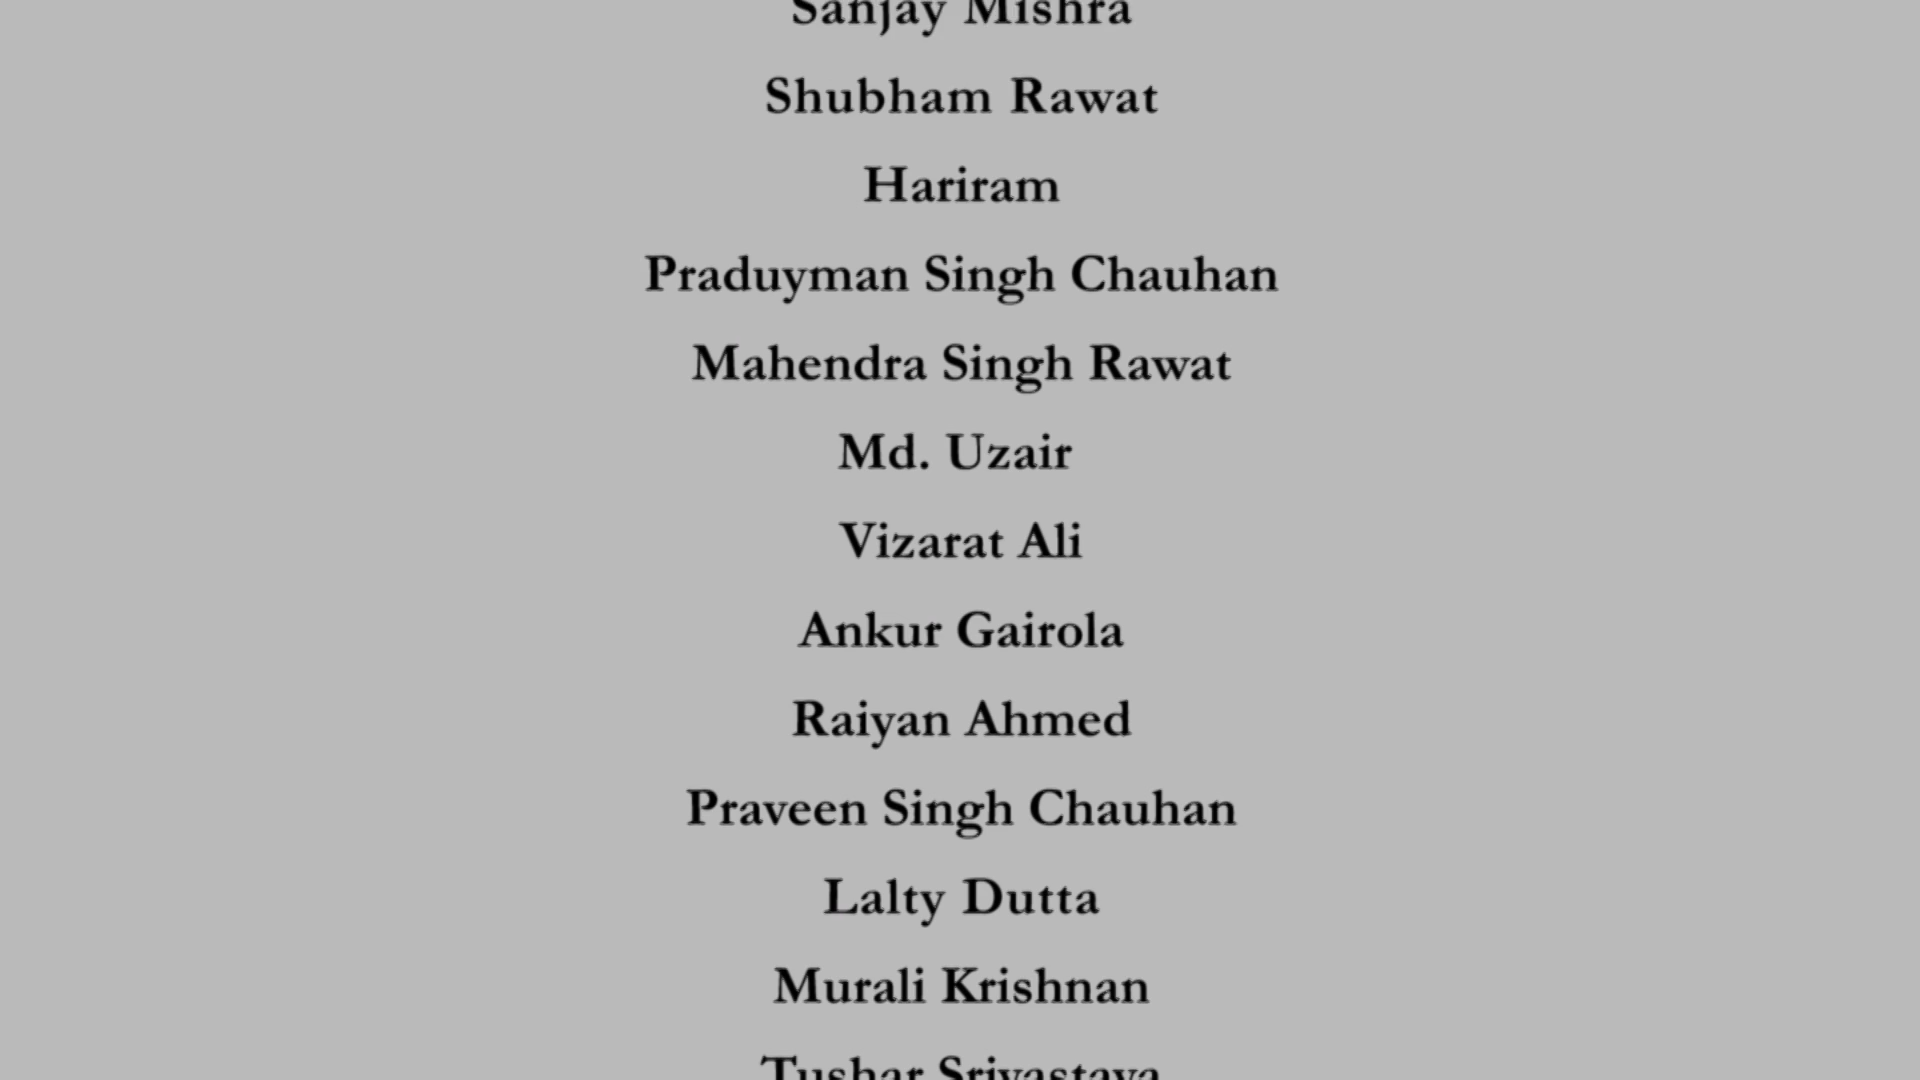 Sanjay Mishra
Shubham Rawat
Hariram
Praduyman Singh Chauhan
Mahendra Singh Rawat
Md. Uzair
Vizarat Ali
Ankur Gairola
Raiyan Ahmed
Praveen Singh Chauhan
Lalty Dutta
Murali Krishnan
Tushar Srivastava